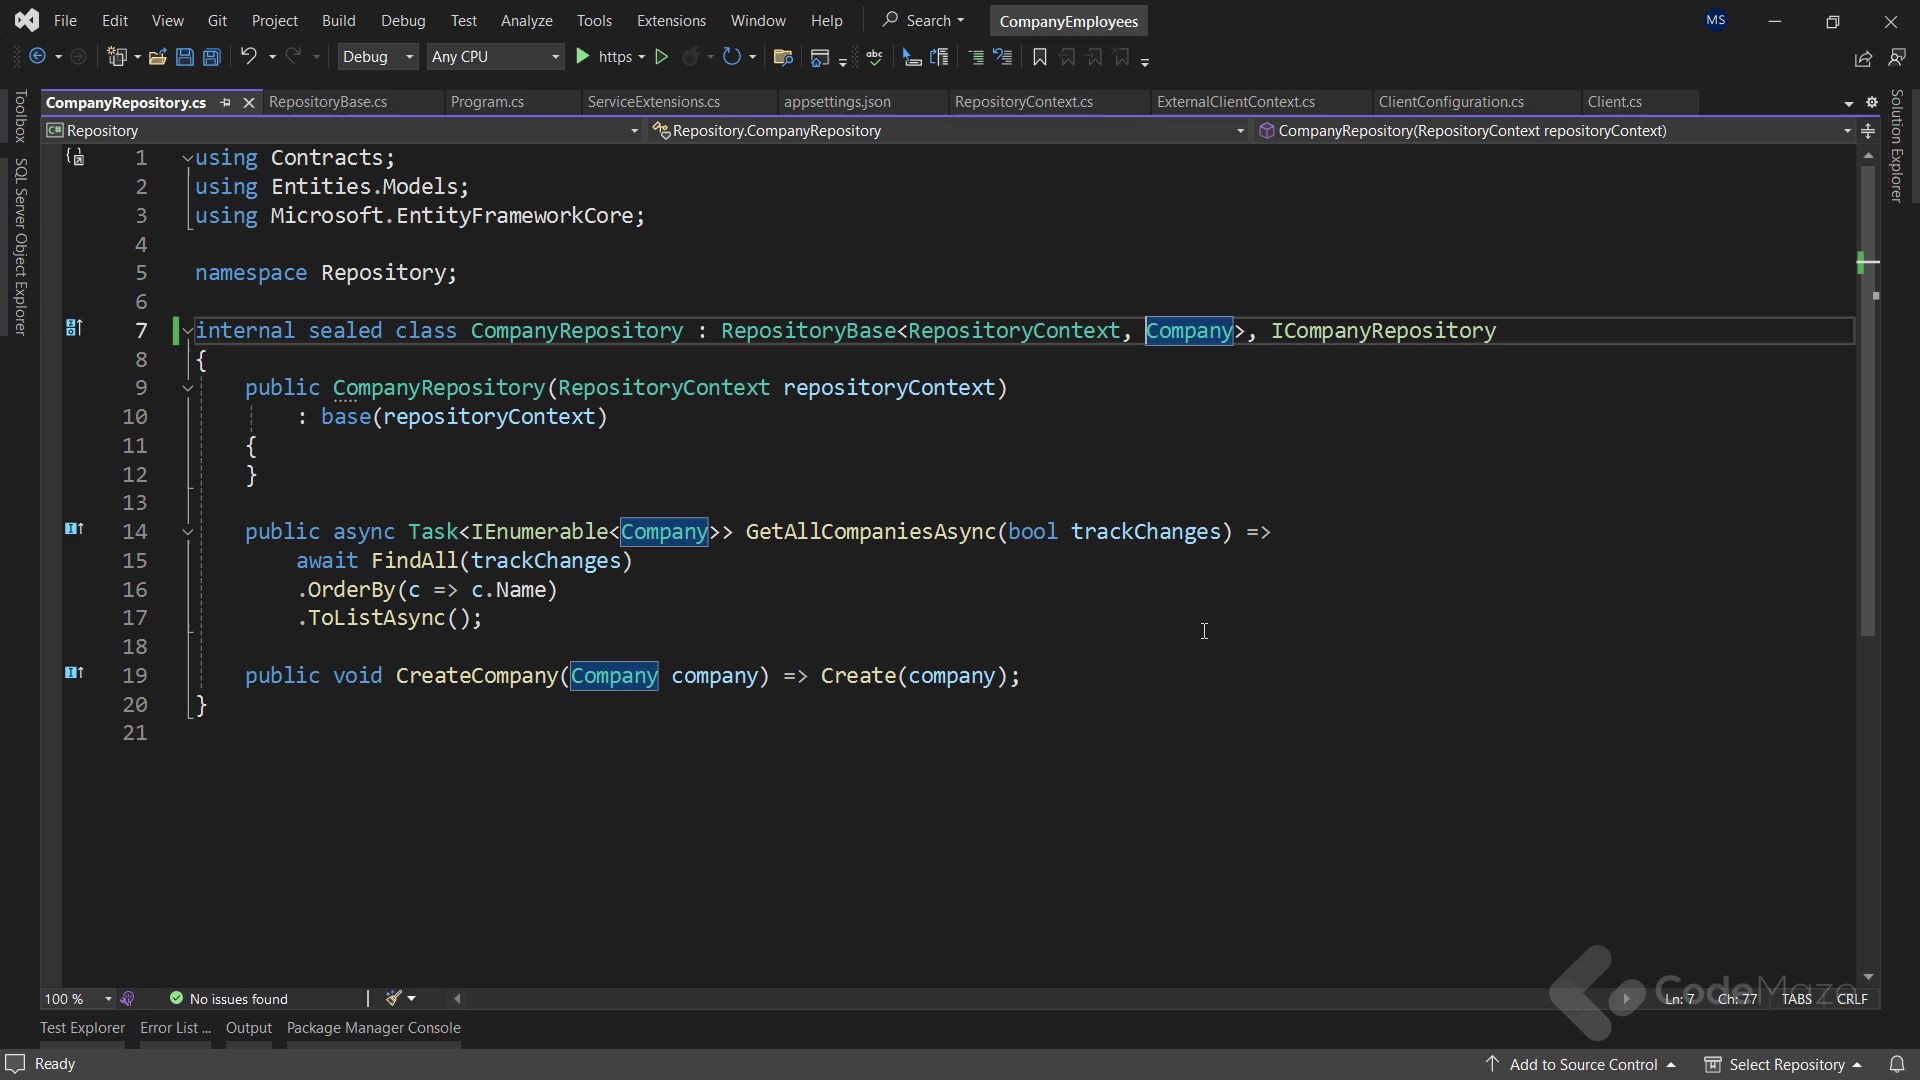 File Edit View Git Project Build Debug Test Analyze Tools Extensions Window Help Search CompanyEmployees MS
Debug Any CPU https abc
CompanyRepository.cs RepositoryBase.cs Program.cs ServiceExtensions.cs appsettings.json RepositoryContext.cs ExternalClientContext.cs ClientConfiguration.cs Client.cs
C# Repository Repository.CompanyRepository CompanyRepository(RepositoryContext repositoryContext)
Toolbox
SQL Server Object Explorer
Solution Explorer
1 using Contracts;
2 using Entities.Models;
3 using Microsoft.EntityFrameworkCore;
4
5 namespace Repository;
6
7 internal sealed class CompanyRepository : RepositoryBase<RepositoryContext, Company>, ICompanyRepository
8 {
9 public CompanyRepository(RepositoryContext repositoryContext)
10 : base(repositoryContext)
11 {
12 }
13
14 public async Task<IEnumerable<Company>> GetAllCompaniesAsync(bool trackChanges) =>
15 await FindAll(trackChanges)
16 .OrderBy(c => c.Name)
17 .ToListAsync();
18
19 public void CreateCompany(Company company) => Create(company);
20 }
21
100 % No issues found Ln: 7 Ch: 77 TABS CRLF
CodeMaze
Test Explorer Error List ... Output Package Manager Console
Ready Add to Source Control Select Repository